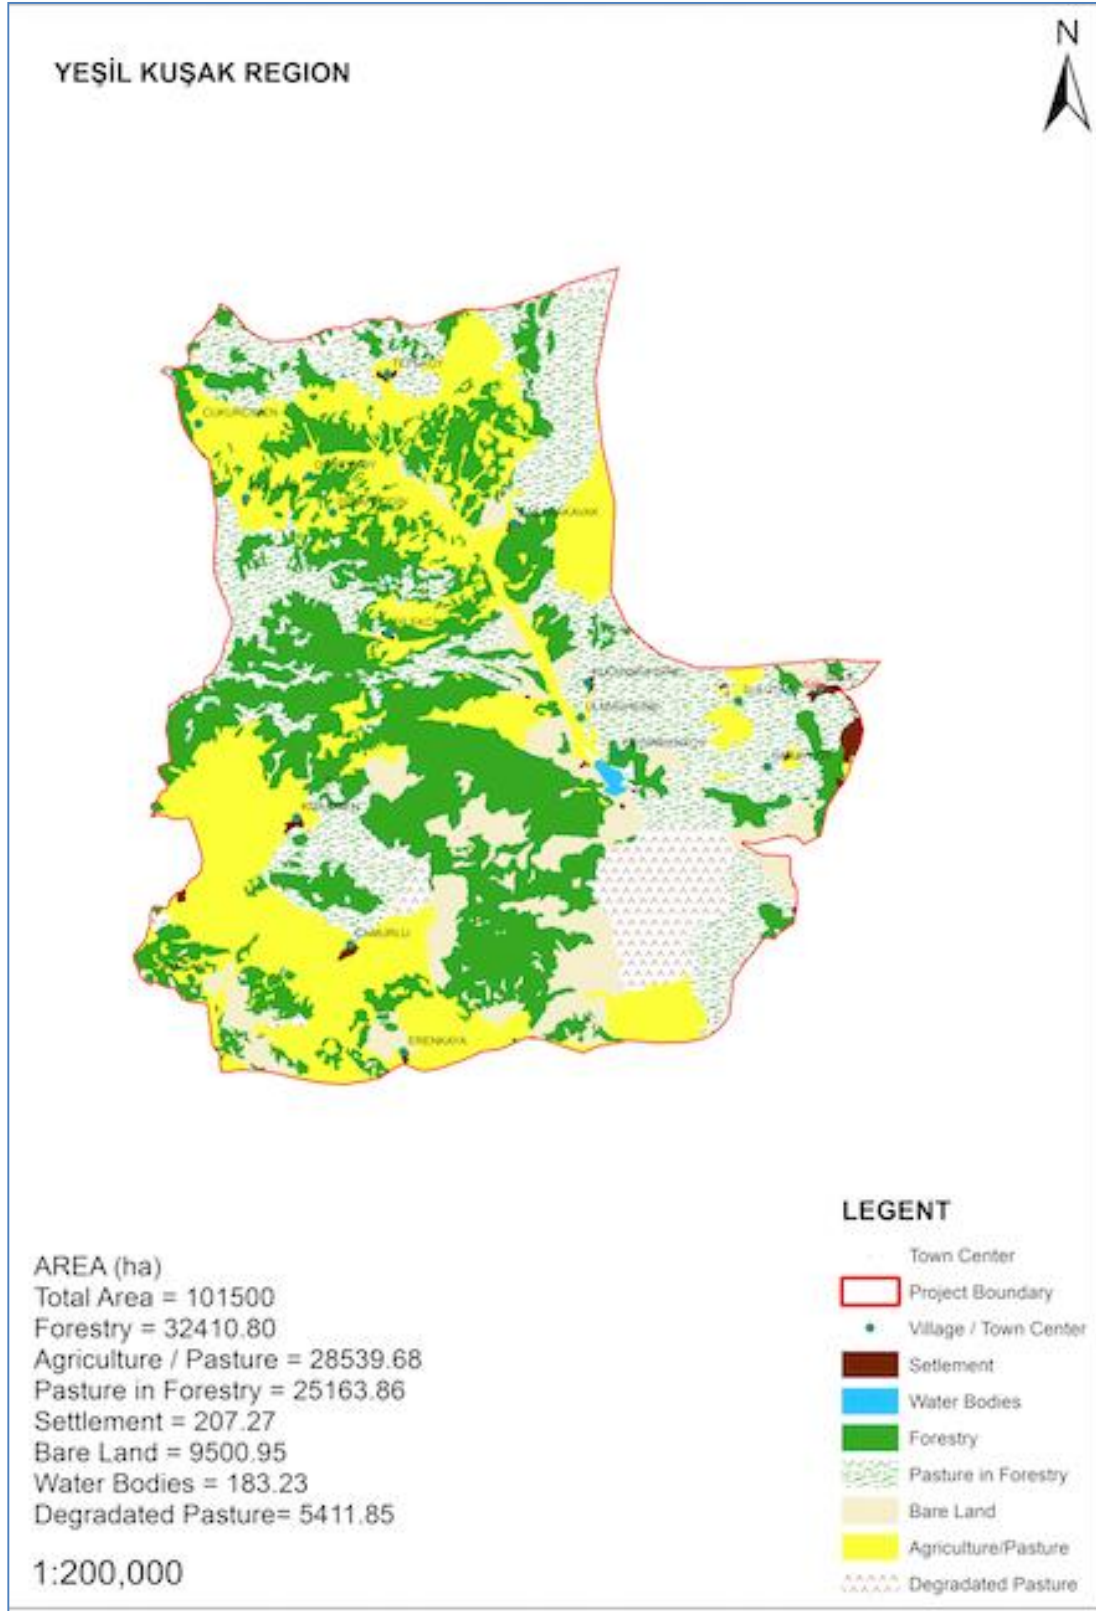 N
YEŞİL KUŞAK REGION
ERENKAYA
LEGENT
Town Center
Project Boundary
Village / Town Center
Setlement
Water Bodies
Forestry
Pasture in Forestry
Bare Land
Agriculture/Pasture
Degradated Pasture
AREA (ha)
Total Area = 101500
Forestry = 32410.80
Agriculture / Pasture = 28539.68
Pasture in Forestry = 25163.86
Settlement = 207.27
Bare Land = 9500.95
Water Bodies = 183.23
Degradated Pasture= 5411.85
1:200,000